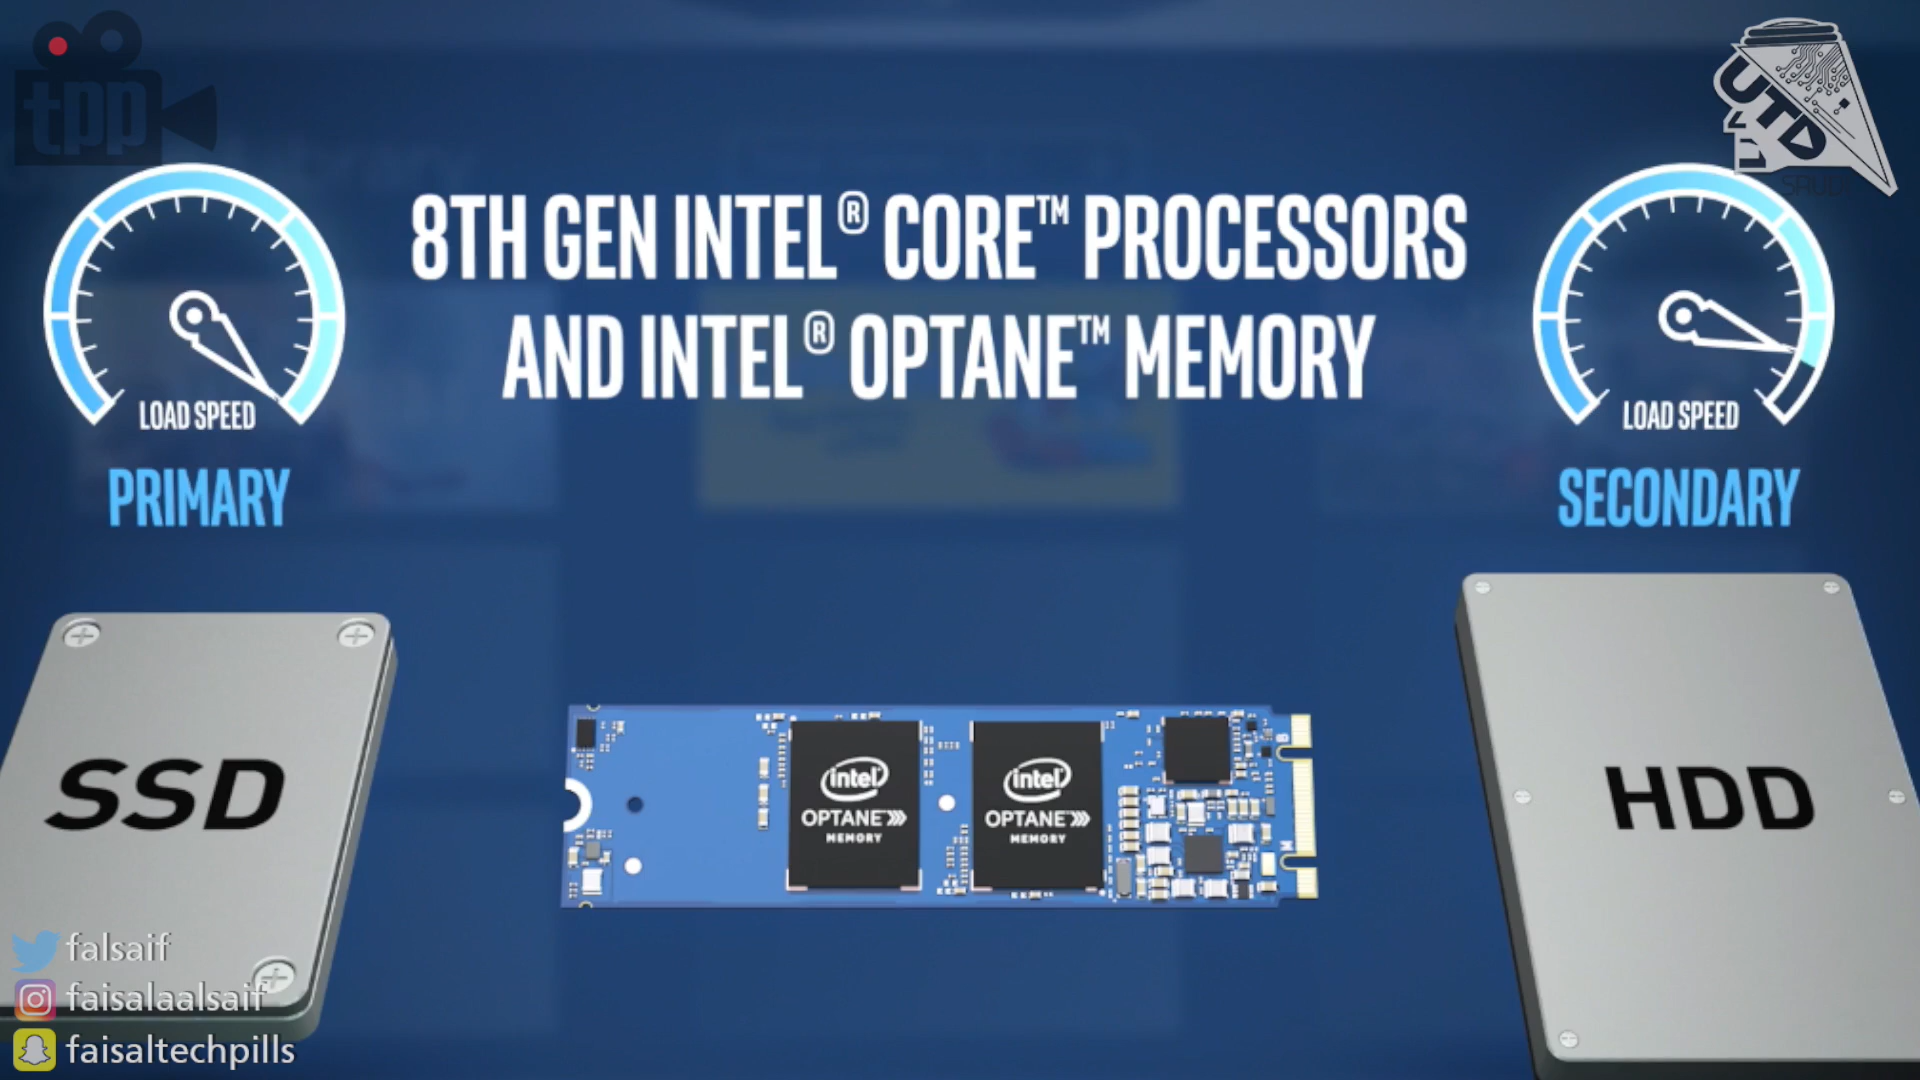 tpp
UTD
8TH GEN INTEL® CORE™ PROCESSORS
AND INTEL® OPTANE™ MEMORY
LOAD SPEED
PRIMARY
LOAD SPEED
SECONDARY
SSD
intel
OPTANE
MEMORY
intel
OPTANE
MEMORY
B
M
HDD
falsaif
faisalaalsaif
faisaltechpills